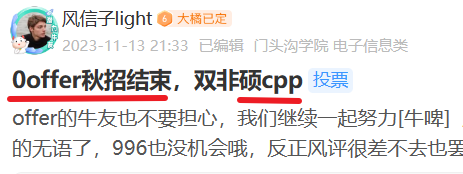 风信子light 6 大橘已定
2023-11-13 21:33 已编辑 门头沟学院 电子信息类
0offer秋招结束，双非硕cpp 投票
offer的牛友也不要担心，我们继续一起努力[牛啤]
的无语了，996也没机会哦，反正风评很差不去也罢